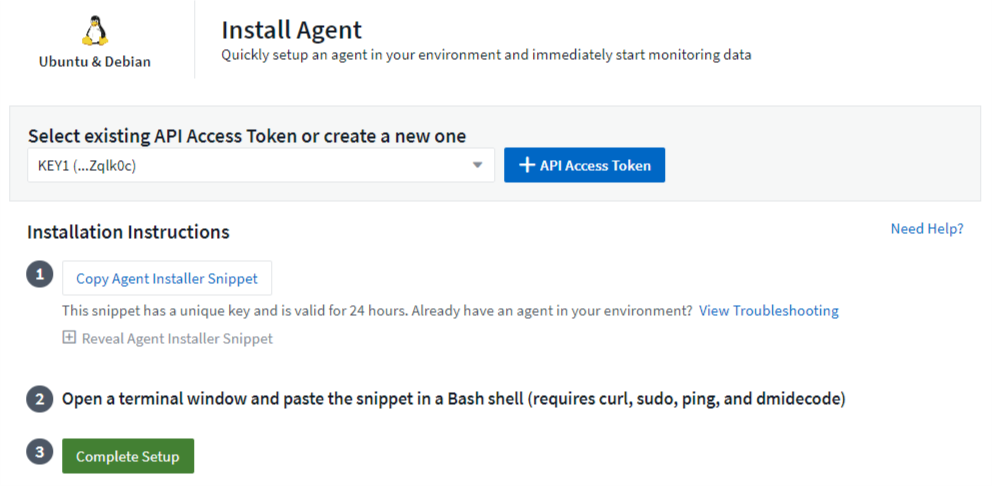 Ubuntu & Debian
Install Agent
Quickly setup an agent in your environment and immediately start monitoring data
Select existing API Access Token or create a new one
KEY1 (...Zqlk0c)
+ API Access Token
Installation Instructions
Need Help?
1
Copy Agent Installer Snippet
This snippet has a unique key and is valid for 24 hours. Already have an agent in your environment? View Troubleshooting
Reveal Agent Installer Snippet
2 Open a terminal window and paste the snippet in a Bash shell (requires curl, sudo, ping, and dmidecode)
3 Complete Setup